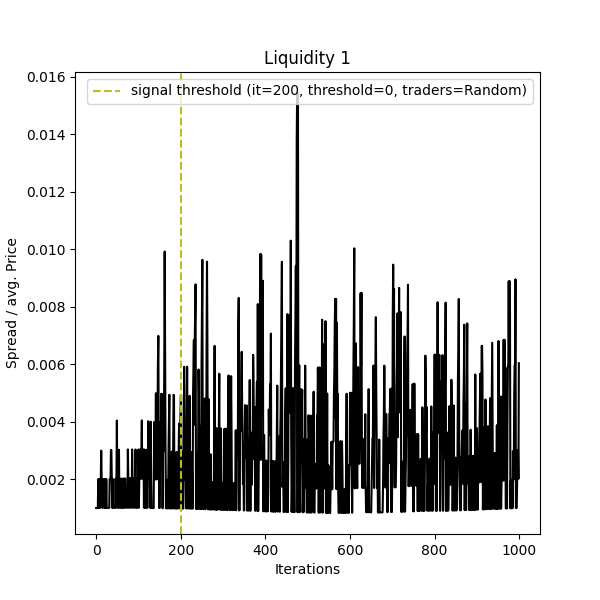 Liquidity 1
signal threshold (it=200, threshold=0, traders=Random)
Spread / avg. Price
0.016
0.014
0.012
0.010
0.008
0.006
0.004
0.002
0 200 400 600 800 1000
Iterations